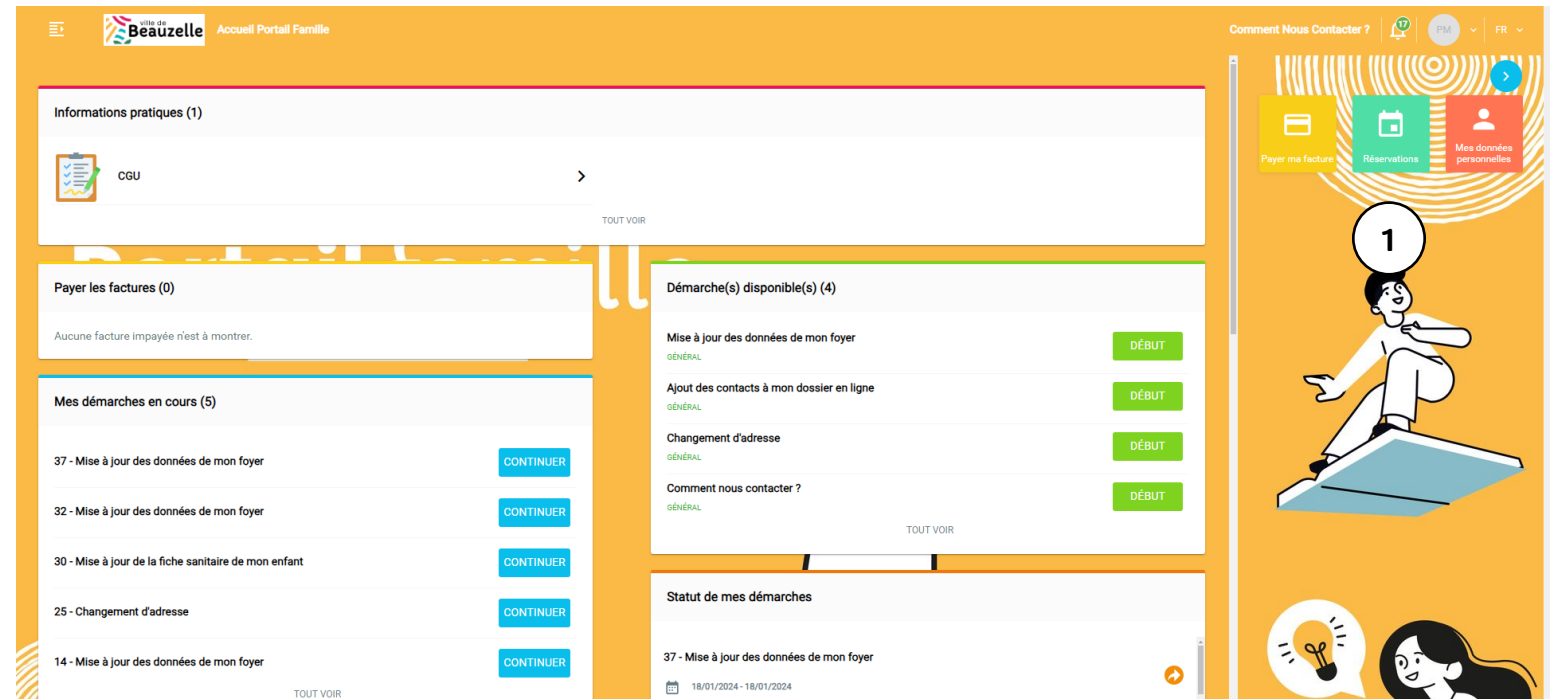 ville de
Beauzelle
Accueil Portail Famille
Comment Nous Contacter ?
17
PM
FR
Informations pratiques (1)
CGU
TOUT VOIR
Payer ma facture
Réservations
Mes données
personnelles
1
Portail Famille
Payer les factures (0)
Aucune facture impayée n'est à montrer.
Mes démarches en cours (5)
37 - Mise à jour des données de mon foyer
CONTINUER
32 - Mise à jour des données de mon foyer
CONTINUER
30 - Mise à jour de la fiche sanitaire de mon enfant
CONTINUER
25 - Changement d'adresse
CONTINUER
14 - Mise à jour des données de mon foyer
CONTINUER
TOUT VOIR
Démarche(s) disponible(s) (4)
Mise à jour des données de mon foyer
GÉNÉRAL
DÉBUT
Ajout des contacts à mon dossier en ligne
GÉNÉRAL
DÉBUT
Changement d'adresse
GÉNÉRAL
DÉBUT
Comment nous contacter ?
GÉNÉRAL
DÉBUT
TOUT VOIR
Statut de mes démarches
37 - Mise à jour des données de mon foyer
18/01/2024 - 18/01/2024